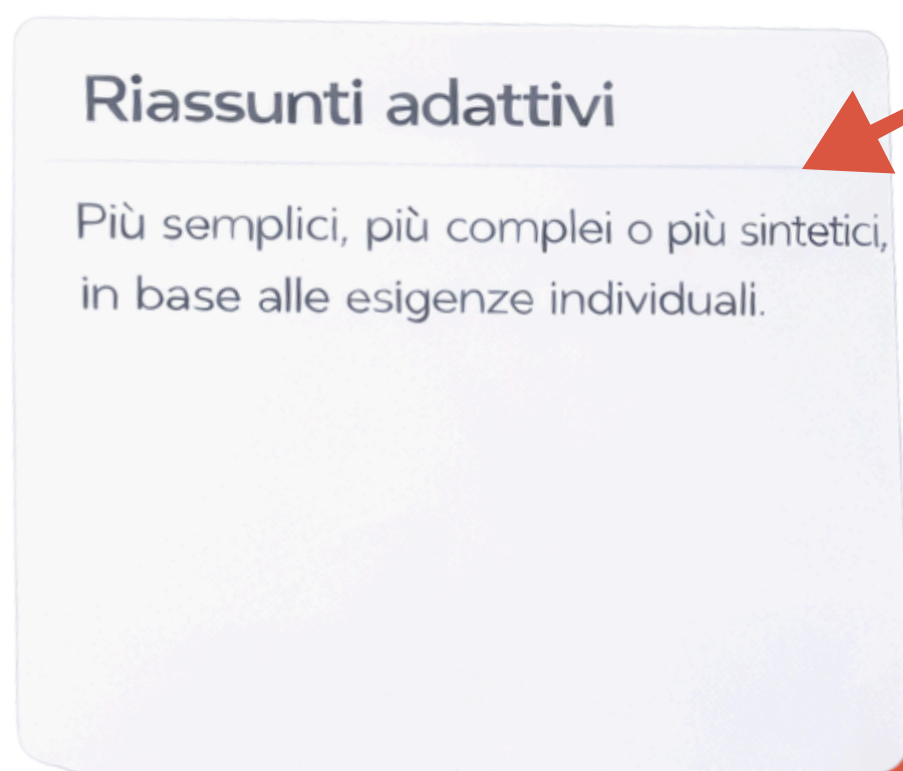 Riassunti adattivi
Più semplici, più complei o più sintetici,
in base alle esigenze individuali.